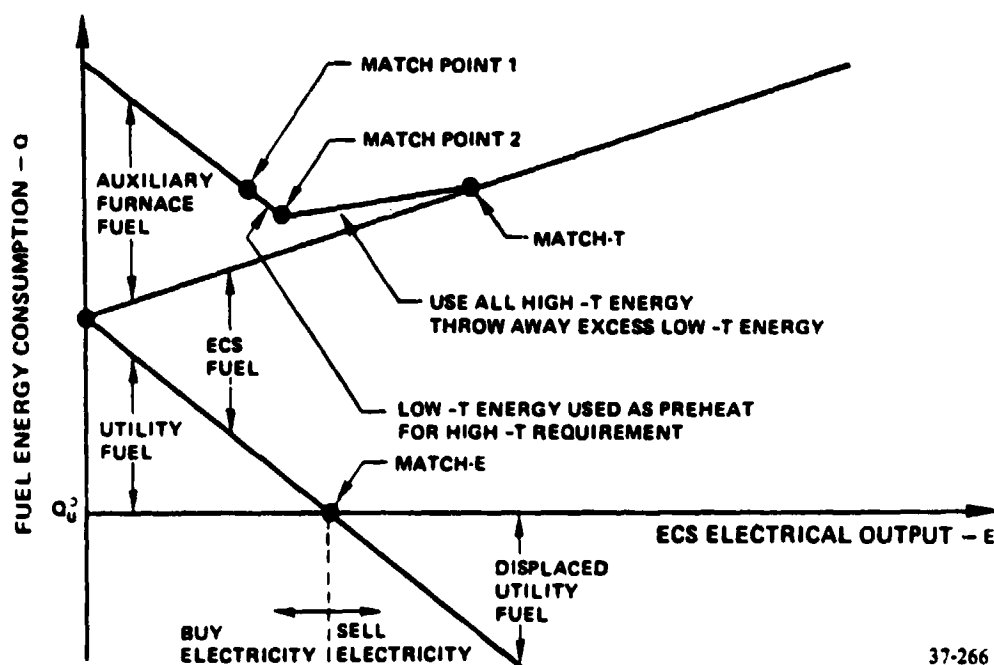 MATCH POINT 1
MATCH POINT 2
AUXILIARY
FURNACE
FUEL
MATCH-T
USE ALL HIGH -T ENERGY
THROW AWAY EXCESS LOW -T ENERGY
ECS
FUEL
UTILITY
FUEL
LOW -T ENERGY USED AS PREHEAT
FOR HIGH -T REQUIREMENT
MATCH-E
FUEL ENERGY CONSUMPTION – Q
ECS ELECTRICAL OUTPUT – E
DISPLACED
UTILITY
FUEL
BUY
ELECTRICITY
SELL
ELECTRICITY
37-266